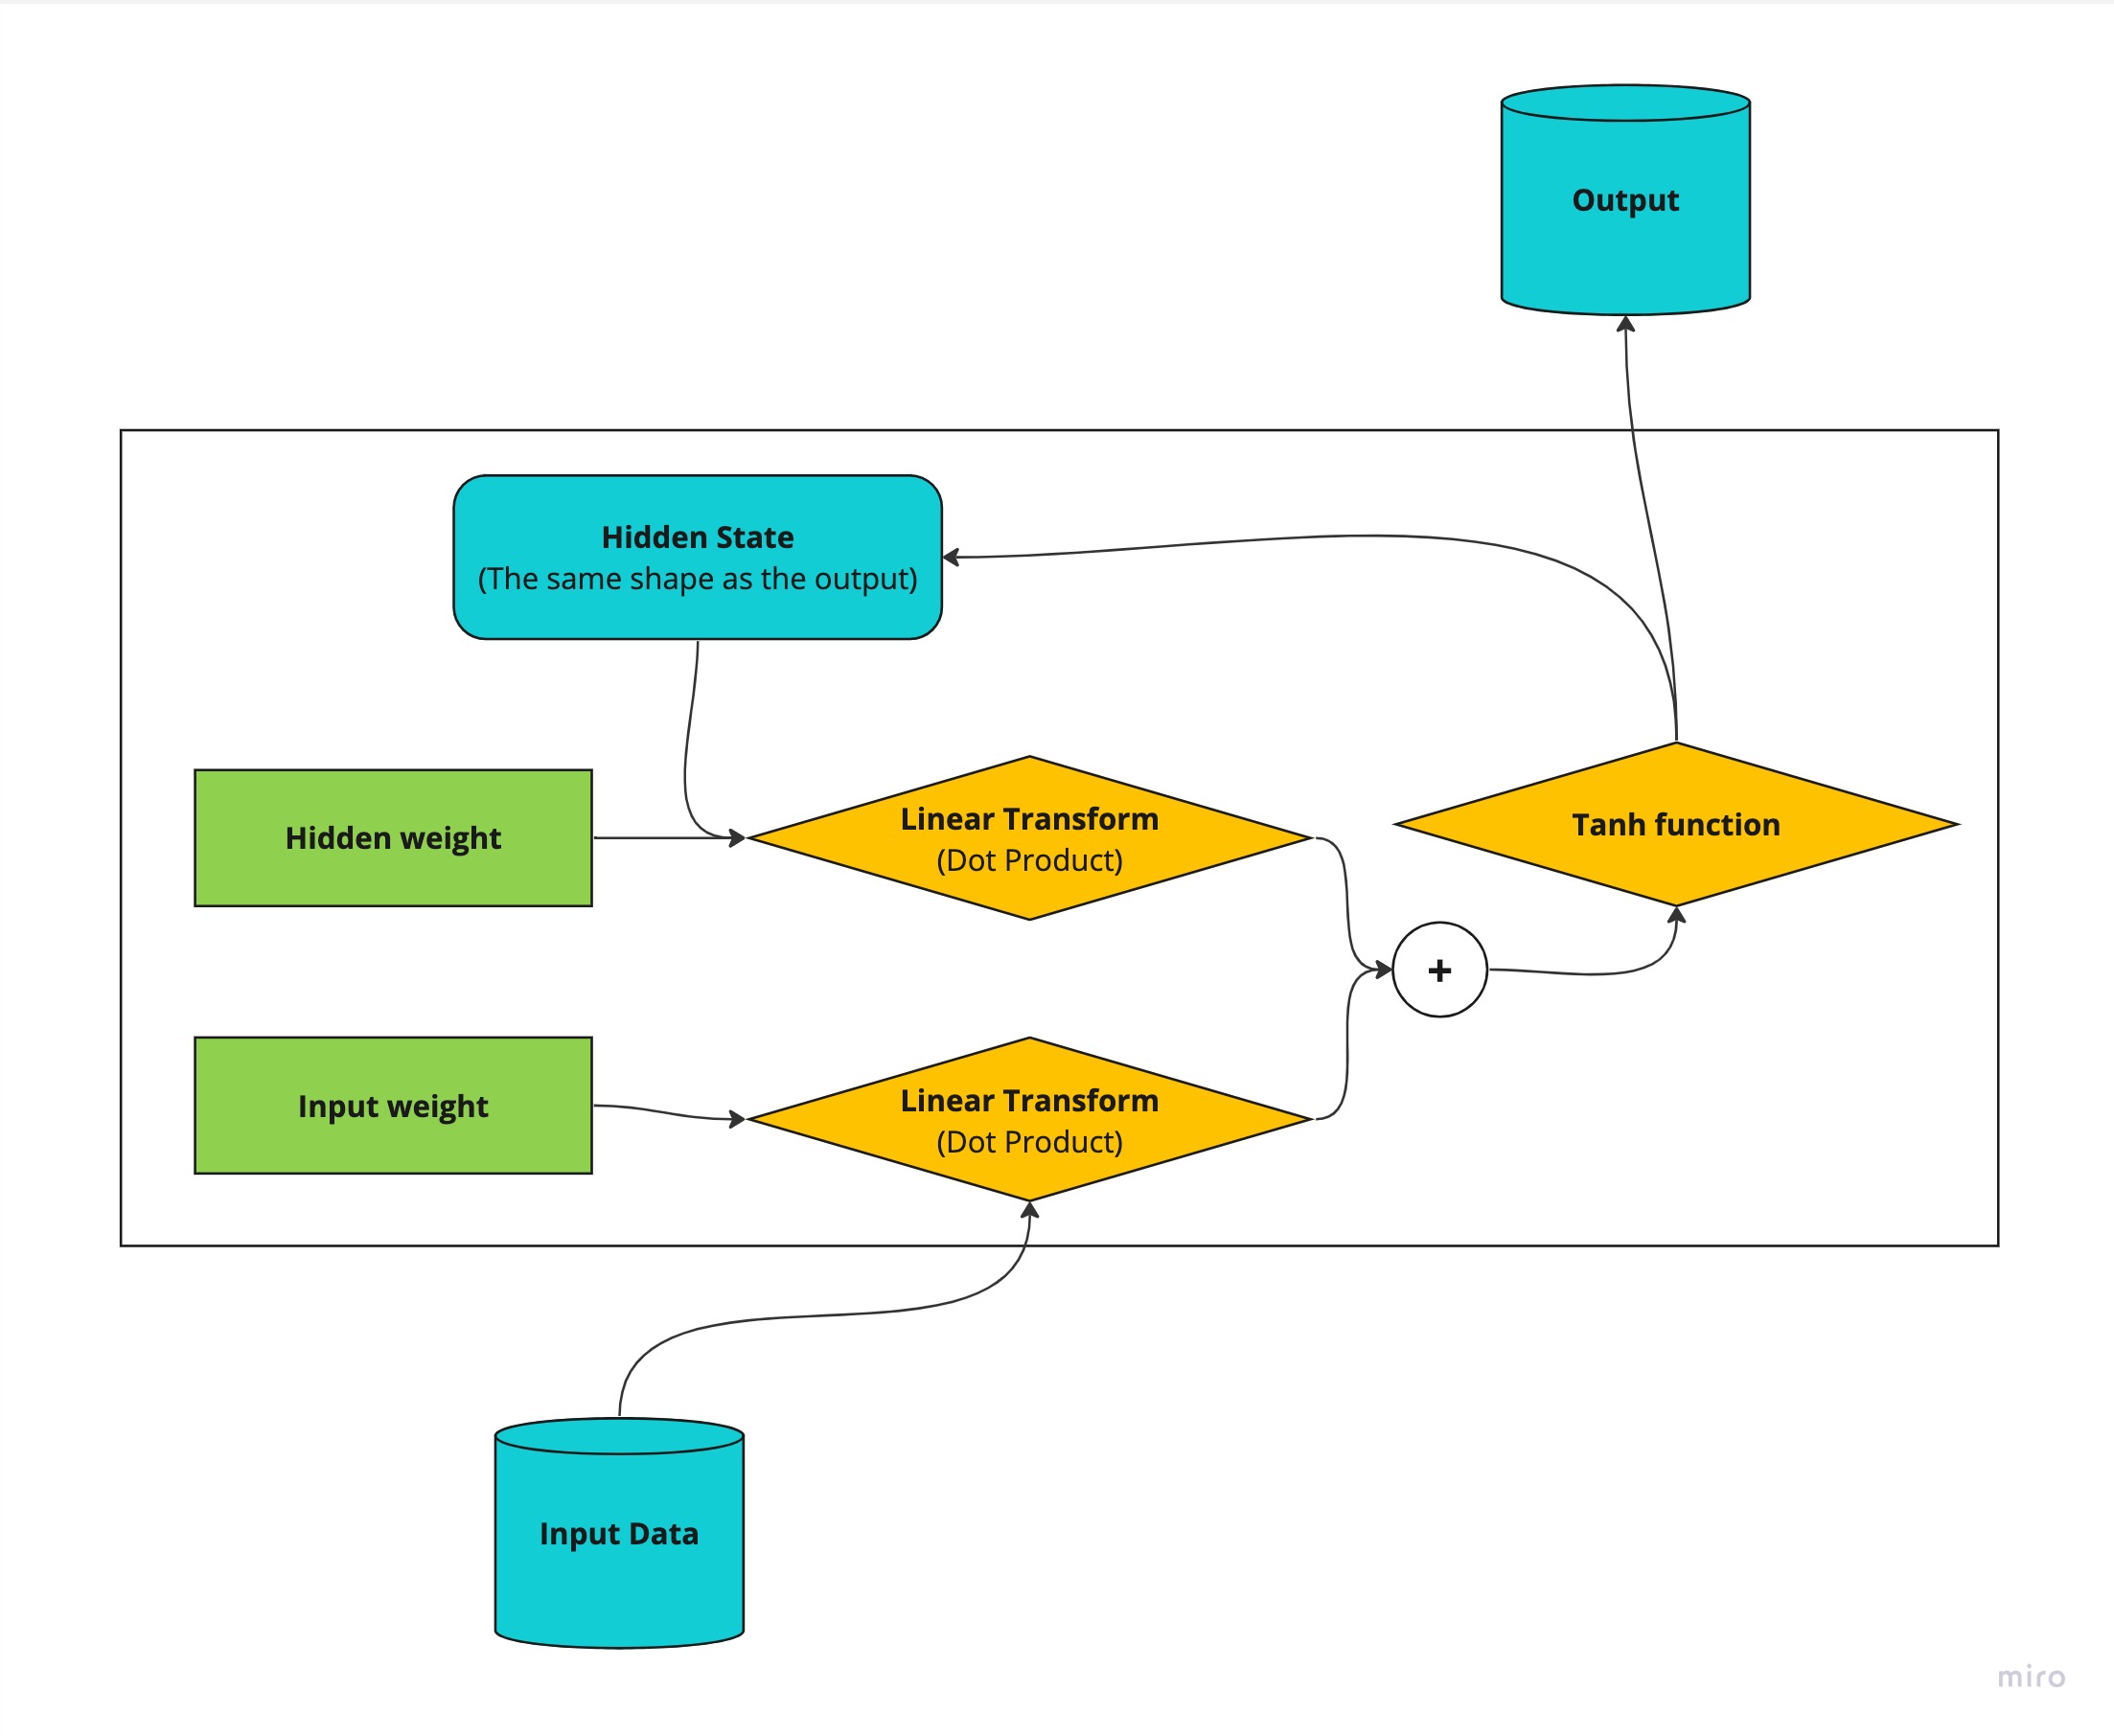 Output
Hidden State
(The same shape as the output)
Hidden weight
Linear Transform
(Dot Product)
Tanh function
+
Input weight
Linear Transform
(Dot Product)
Input Data
miro